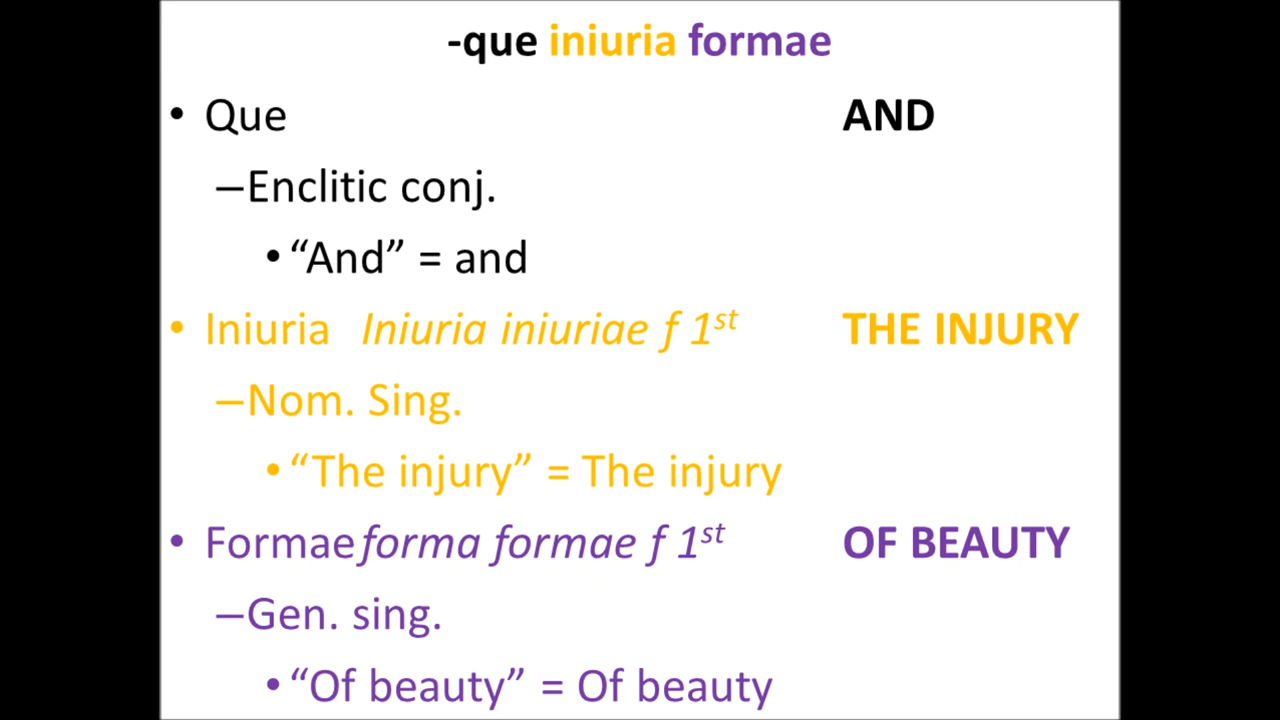 -que iniuria formae
• Que AND
–Enclitic conj.
• “And” = and
• Iniuria Iniuria iniuriae f 1st THE INJURY
–Nom. Sing.
• “The injury” = The injury
• Formae forma formae f 1st OF BEAUTY
–Gen. sing.
• “Of beauty” = Of beauty